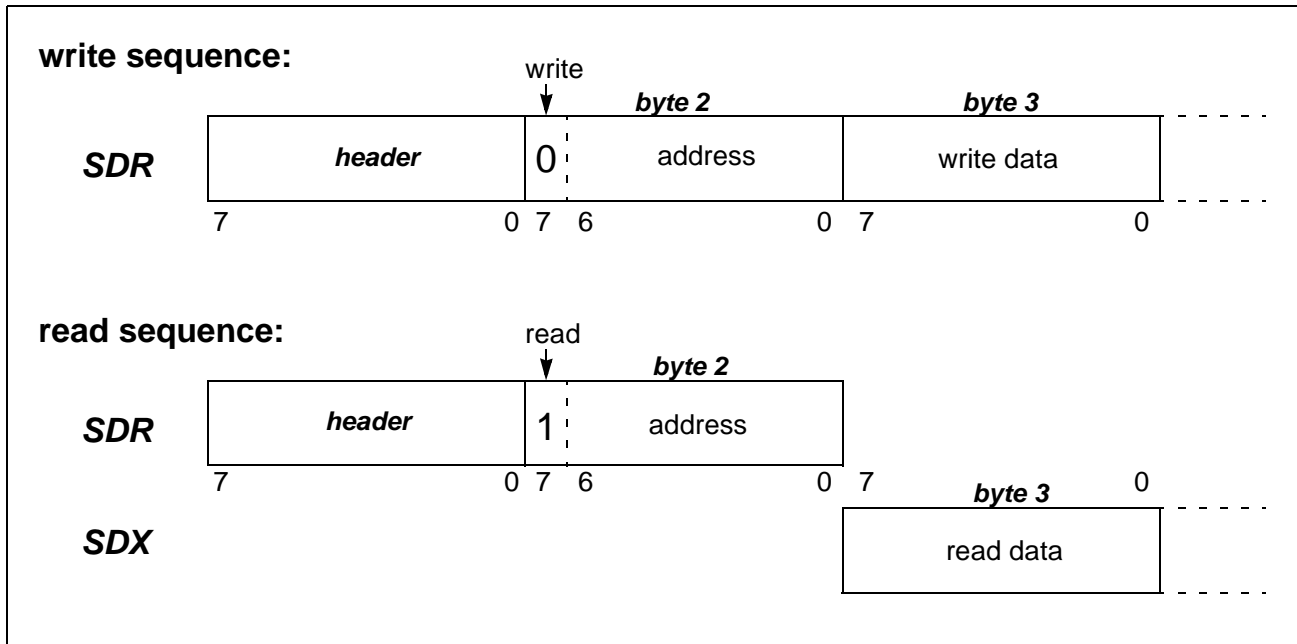 write sequence:
write
byte 2 byte 3
SDR header 0 address write data
7 0 7 6 0 7 0
read sequence:
read
byte 2
SDR header 1 address
7 0 7 6 0 7 0
byte 3
SDX read data